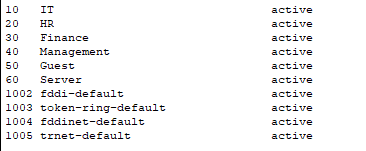 10 IT active
20 HR active
30 Finance active
40 Management active
50 Guest active
60 Server active
1002 fddi-default active
1003 token-ring-default active
1004 fddinet-default active
1005 trnet-default active